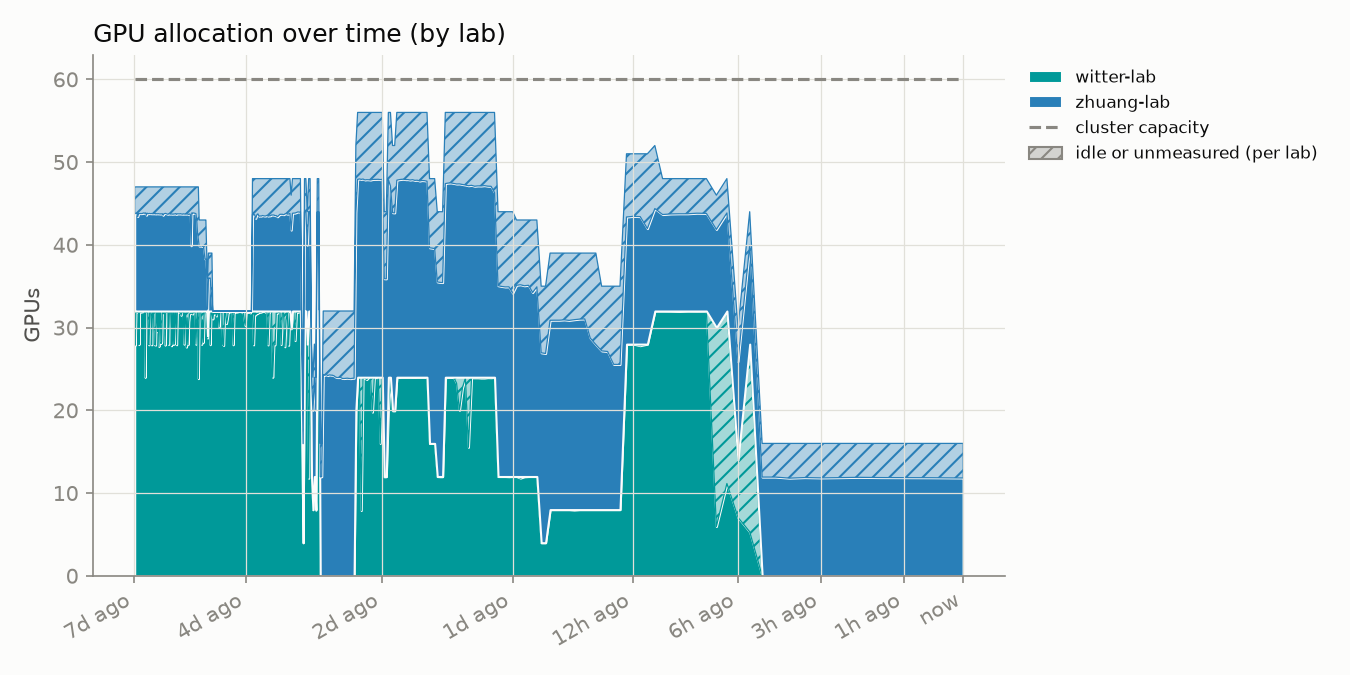 GPU allocation over time (by lab)
witter-lab
zhuang-lab
cluster capacity
idle or unmeasured (per lab)
GPUs
60
50
40
30
20
10
0
7d ago
4d ago
2d ago
1d ago
12h ago
6h ago
3h ago
1h ago
now